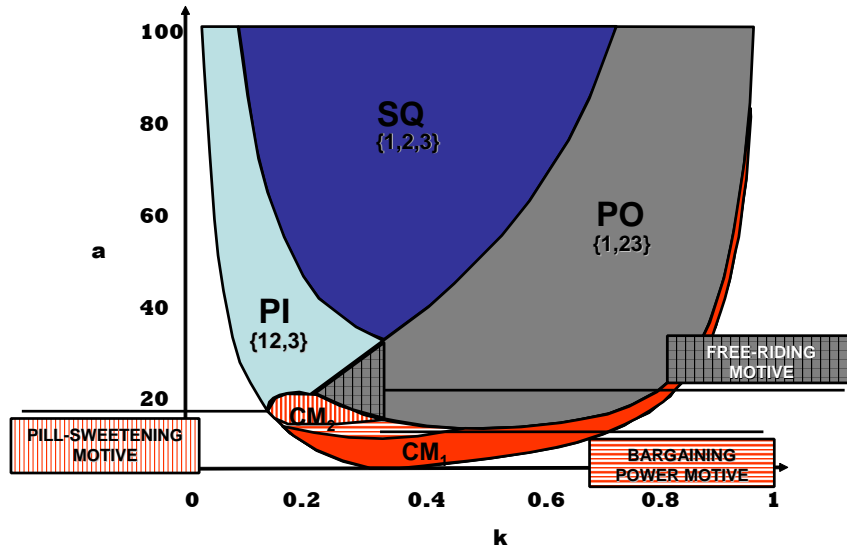 100
80
60
40
20
a
SQ
{1,2,3}
PO
{1,23}
PI
{12,3}
CM2
CM1
FREE-RIDING
MOTIVE
PILL-SWEETENING
MOTIVE
BARGAINING
POWER MOTIVE
0 0.2 0.4 0.6 0.8 1
k